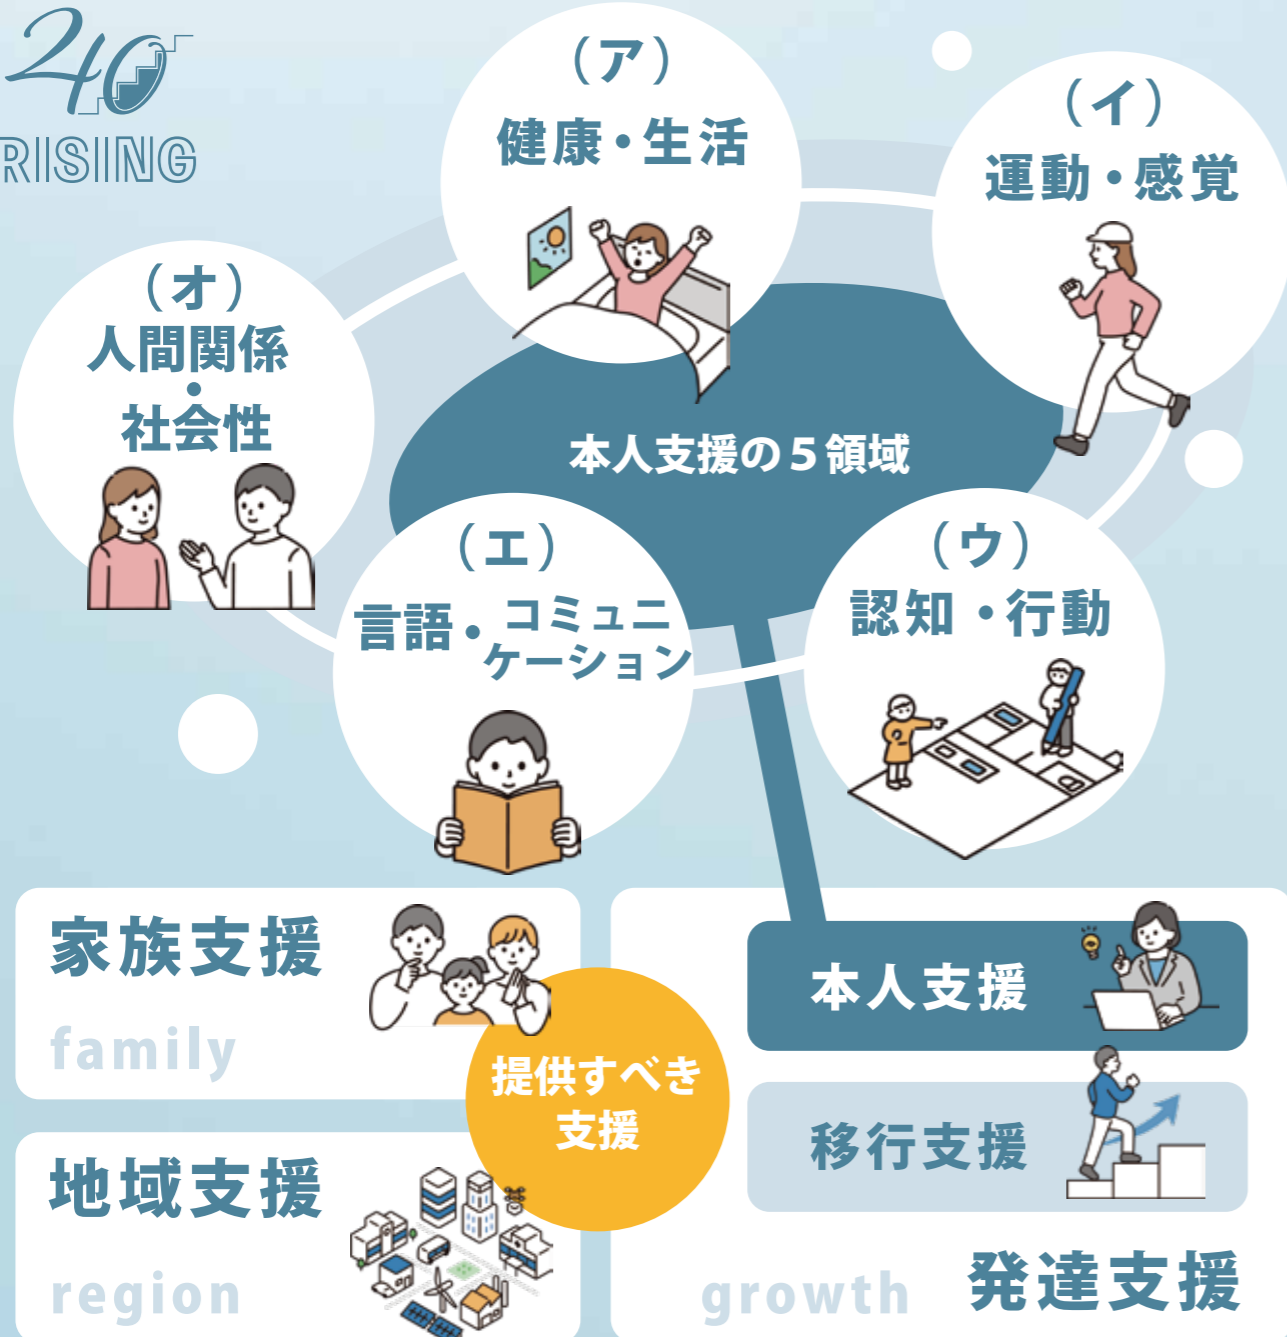 40
RISING
（ア）
健康・生活
（イ）
運動・感覚
（オ）
人間関係
・
社会性
本人支援の５領域
（エ）
言語・コミュニ
ケーション
（ウ）
認知・行動
家族支援
family
提供すべき
支援
本人支援
移行支援
地域支援
region
growth 発達支援